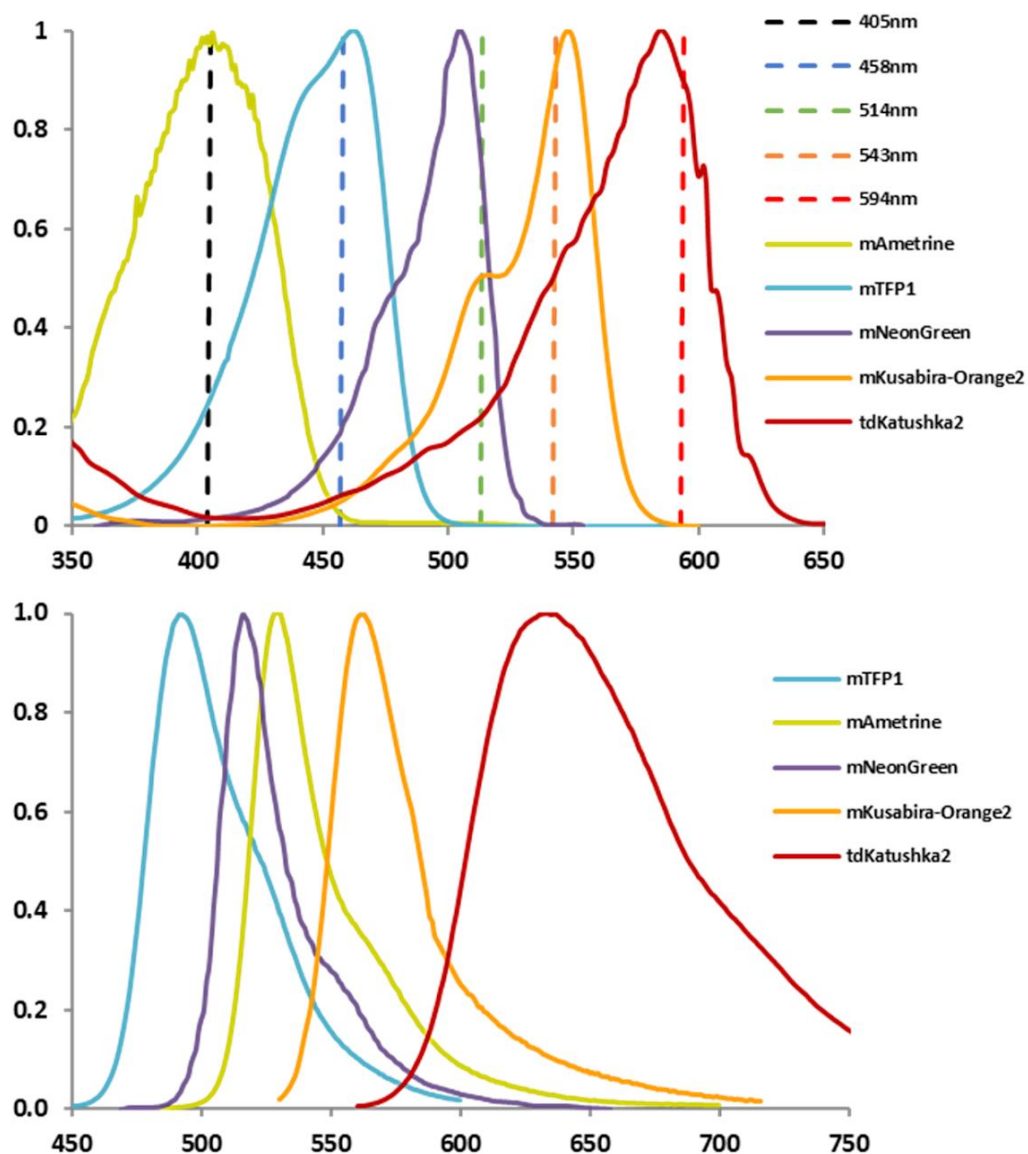 1
0.8
0.6
0.4
0.2
0
350 400 450 500 550 600 650
405nm
458nm
514nm
543nm
594nm
mAmetrine
mTFP1
mNeonGreen
mKusabira-Orange2
tdKatushka2
1.0
0.8
0.6
0.4
0.2
0.0
450 500 550 600 650 700 750
mTFP1
mAmetrine
mNeonGreen
mKusabira-Orange2
tdKatushka2